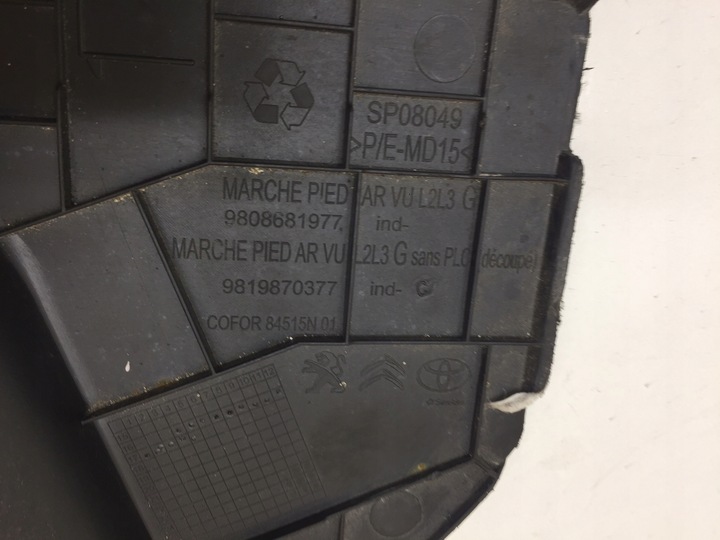 SP08049
>P/E-MD15<
MARCHE PIED AR VU L2L3 G
9808681977, ind-
MARCHE PIED AR VU L2L3 G sans PLC (découpe)
9819870377 ind- G
COFOR 84515N 01